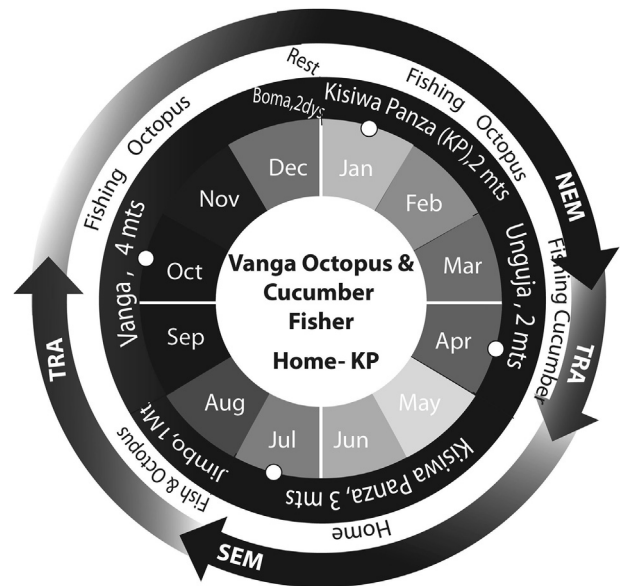 Vanga Octopus &
Cucumber
Fisher
Home- KP
Jan
Feb
Mar
Apr
May
Jun
Jul
Aug
Sep
Oct
Nov
Dec
Kisiwa Panza (KP),2 mts
Unguja , 2 mts
Kisiwa Panza,3 mts
Jimbo,1Mt
Vanga , 4 mts
Boma,2dys
Rest
Fishing Octopus
Fishing Cucumber
Home
Fish & Octopus
Fishing Octopus
NEM
TRA
SEM
TRA